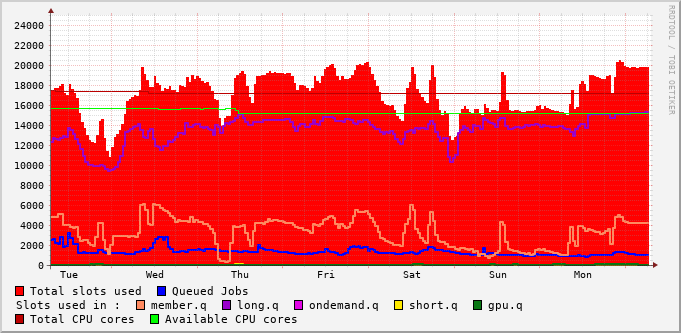 RRDTOOL / TOBI OETIKER
24000
22000
20000
18000
16000
14000
12000
10000
8000
6000
4000
2000
0
Tue Wed Thu Fri Sat Sun Mon
Total slots used Queued Jobs
Slots used in : member.q long.q ondemand.q short.q gpu.q
Total CPU cores Available CPU cores